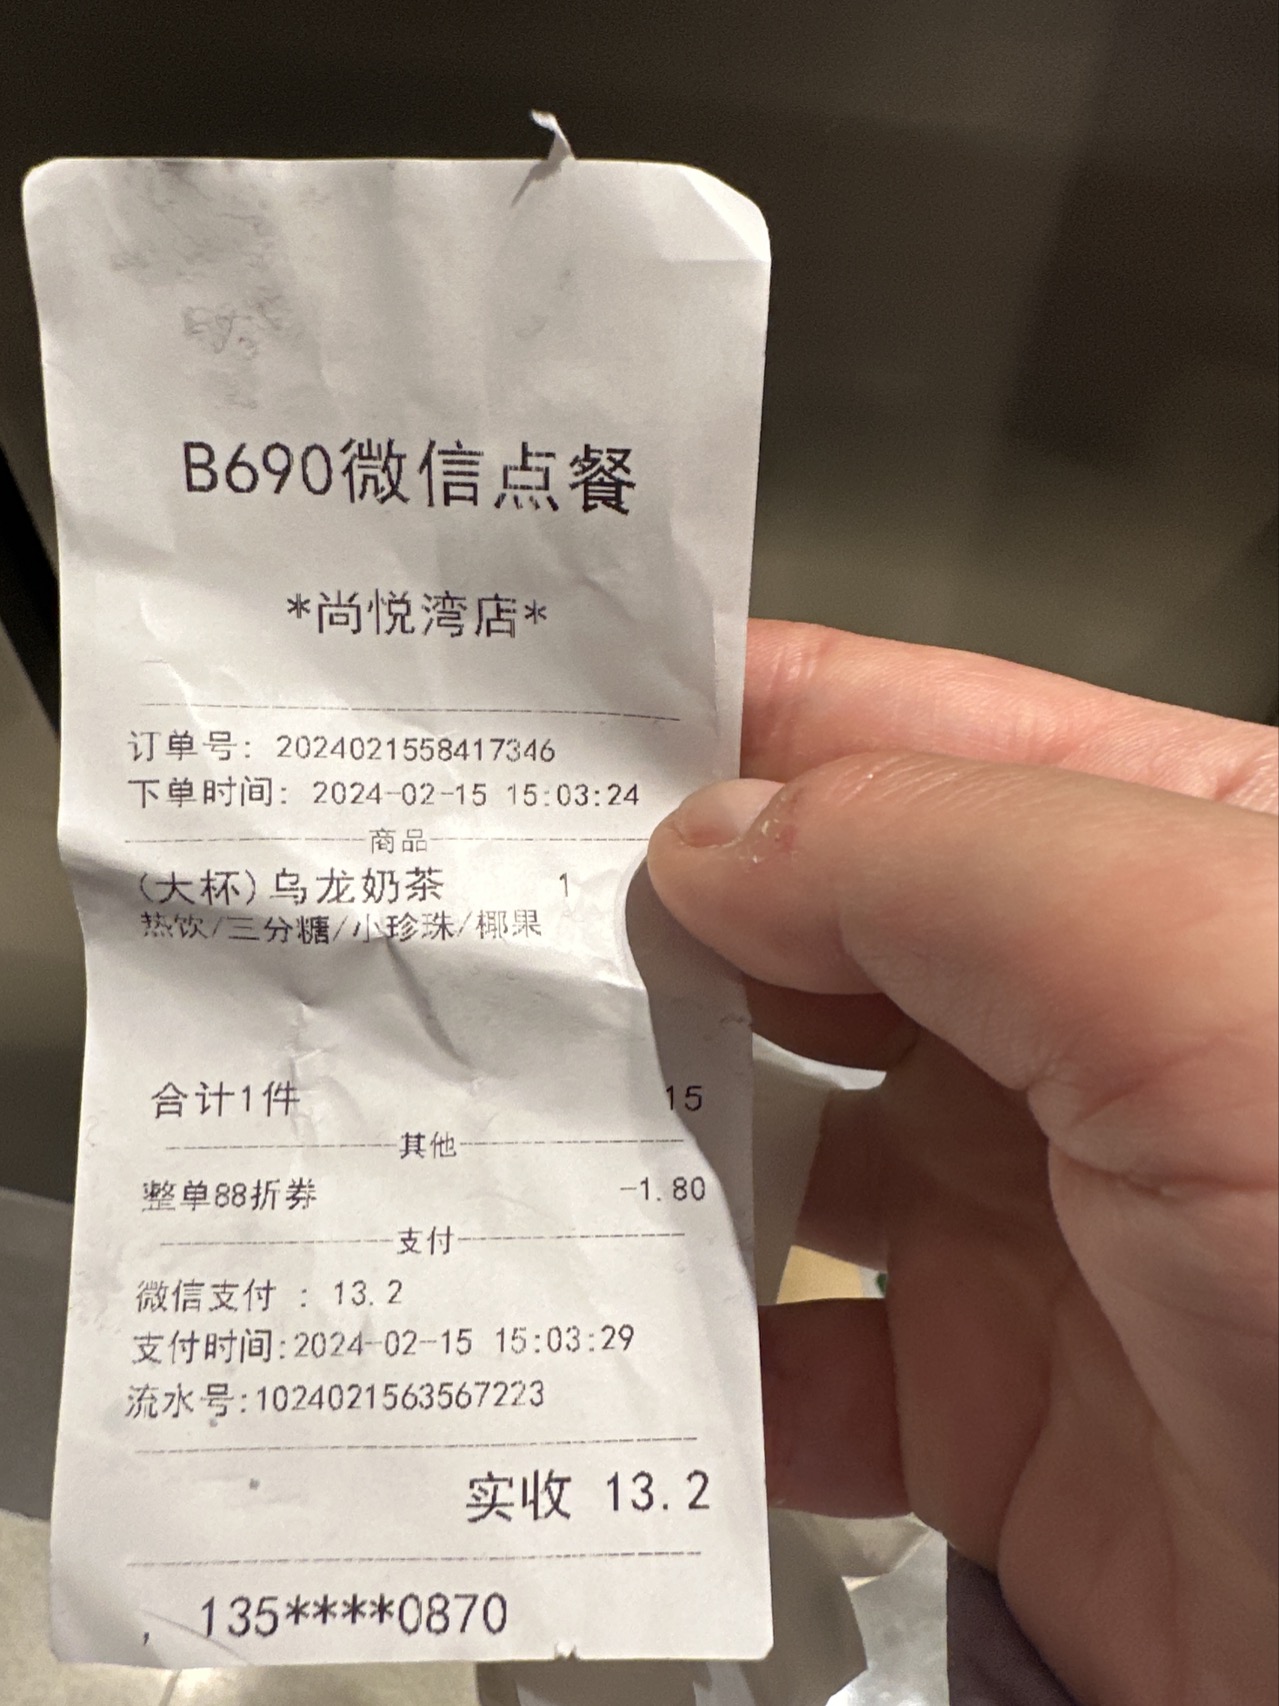 B690微信点餐
*尚悦湾店*
订单号: 2024021558417346
下单时间: 2024-02-15 15:03:24
商品
(大杯)乌龙奶茶 1
热饮/三分糖/小珍珠/椰果
合计1件 15
其他
整单88折券 -1.80
支付
微信支付 : 13.2
支付时间:2024-02-15 15:03:29
流水号:1024021563567223
实收 13.2
, 135****0870